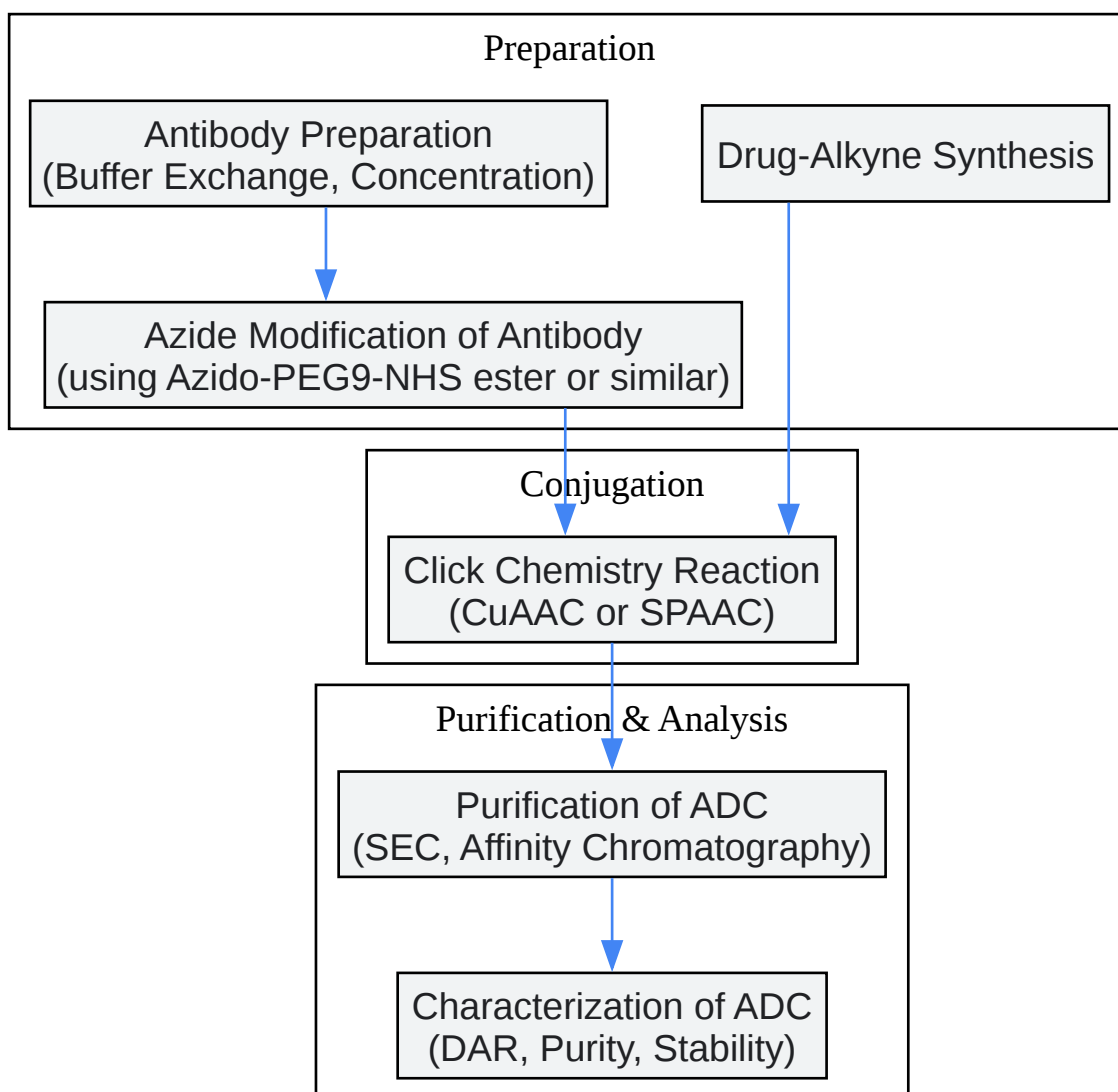 Preparation
Antibody Preparation
(Buffer Exchange, Concentration)
Drug-Alkyne Synthesis
Azide Modification of Antibody
(using Azido-PEG9-NHS ester or similar)
Conjugation
Click Chemistry Reaction
(CuAAC or SPAAC)
Purification & Analysis
Purification of ADC
(SEC, Affinity Chromatography)
Characterization of ADC
(DAR, Purity, Stability)